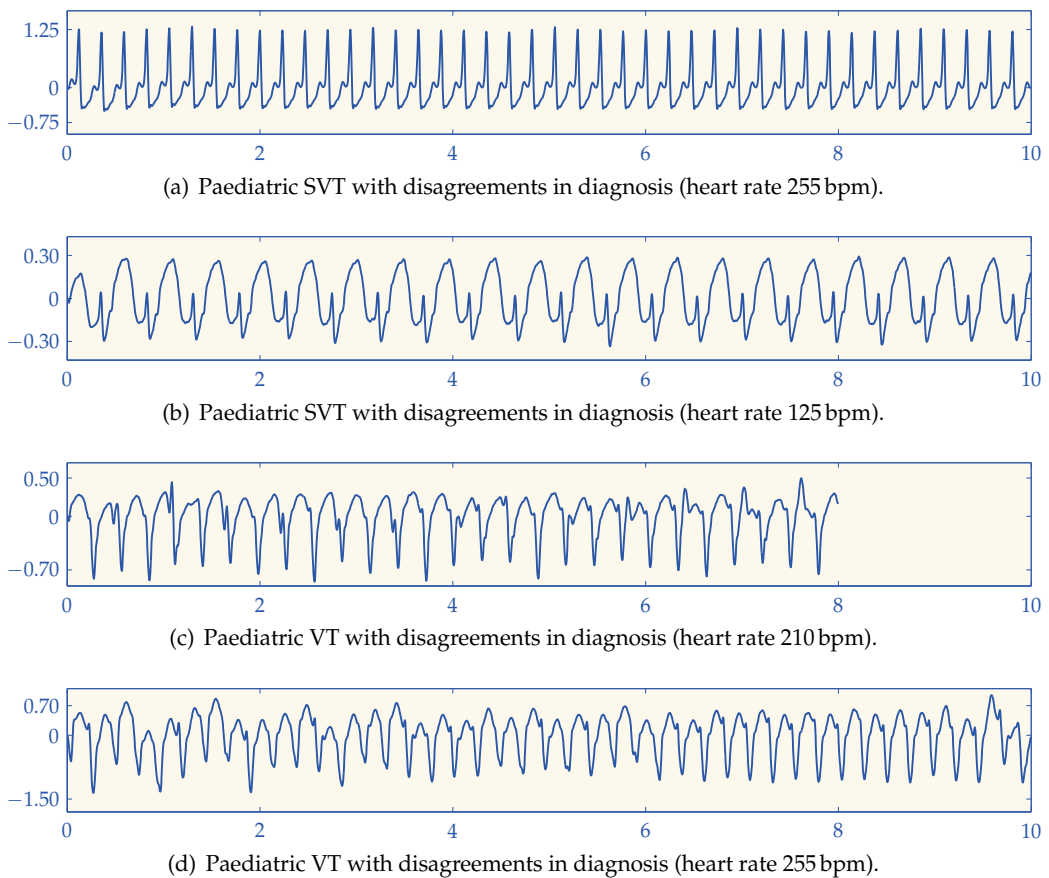 1.25
0
−0.75
0 2 4 6 8 10
(a) Paediatric SVT with disagreements in diagnosis (heart rate 255 bpm).
0.30
0
−0.30
0 2 4 6 8 10
(b) Paediatric SVT with disagreements in diagnosis (heart rate 125 bpm).
0.50
0
−0.70
0 2 4 6 8 10
(c) Paediatric VT with disagreements in diagnosis (heart rate 210 bpm).
0.70
0
−1.50
0 2 4 6 8 10
(d) Paediatric VT with disagreements in diagnosis (heart rate 255 bpm).